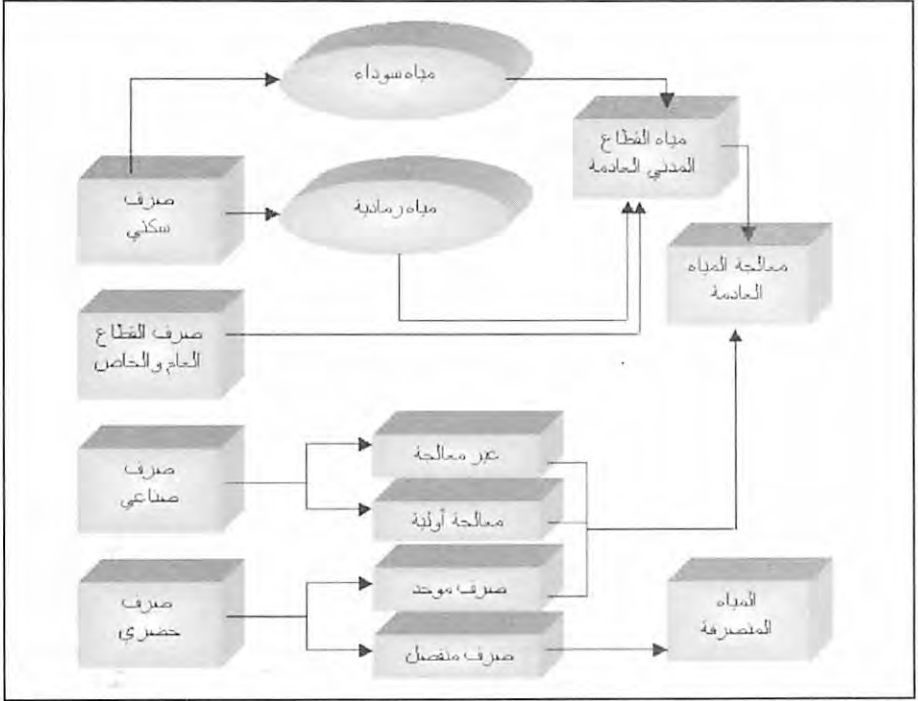 مياه سوداء
مياه القطاع
المدني العادمة
صرف
سكني
مياه رمادية
معالجة المياه
العادمة
صرف القطاع
العام والخاص
صرف
صناعي
غير معالجة
معالجة أولية
صرف
حضري
صرف موحد
صرف منفصل
المياه
المنصرفة